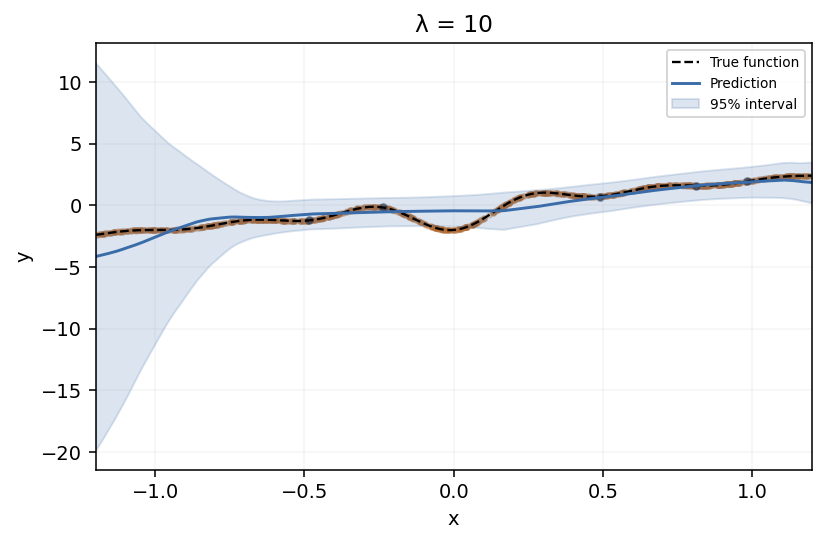 λ = 10
True function
Prediction
95% interval
y
10
5
0
−5
−10
−15
−20
−1.0 −0.5 0.0 0.5 1.0
x